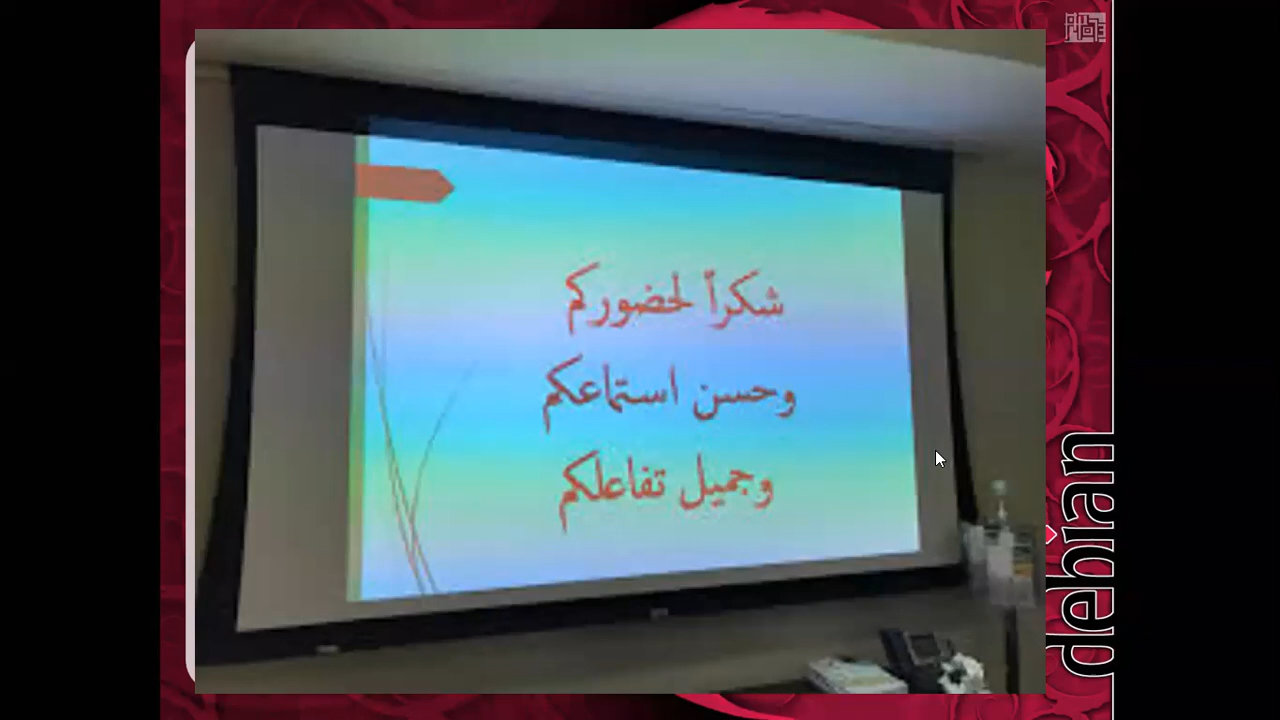 شكراً لحضوركم
وحسن استماعكم
وجميل تفاعلكم
debian